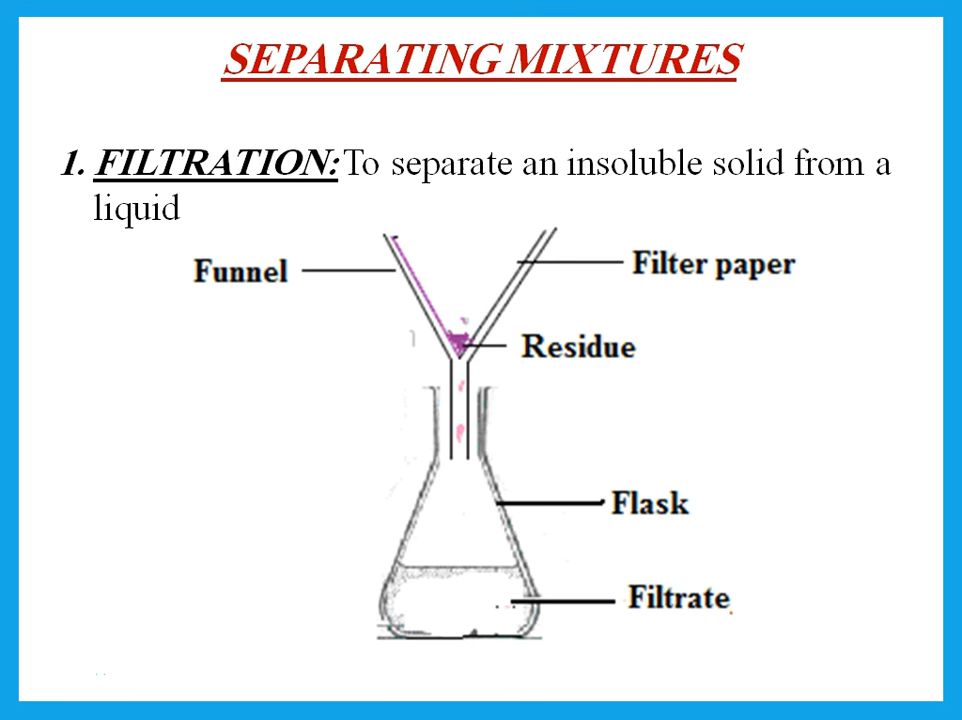 SEPARATING MIXTURES
1. FILTRATION: To separate an insoluble solid from a
liquid
Funnel
Filter paper
Residue
Flask
Filtrate